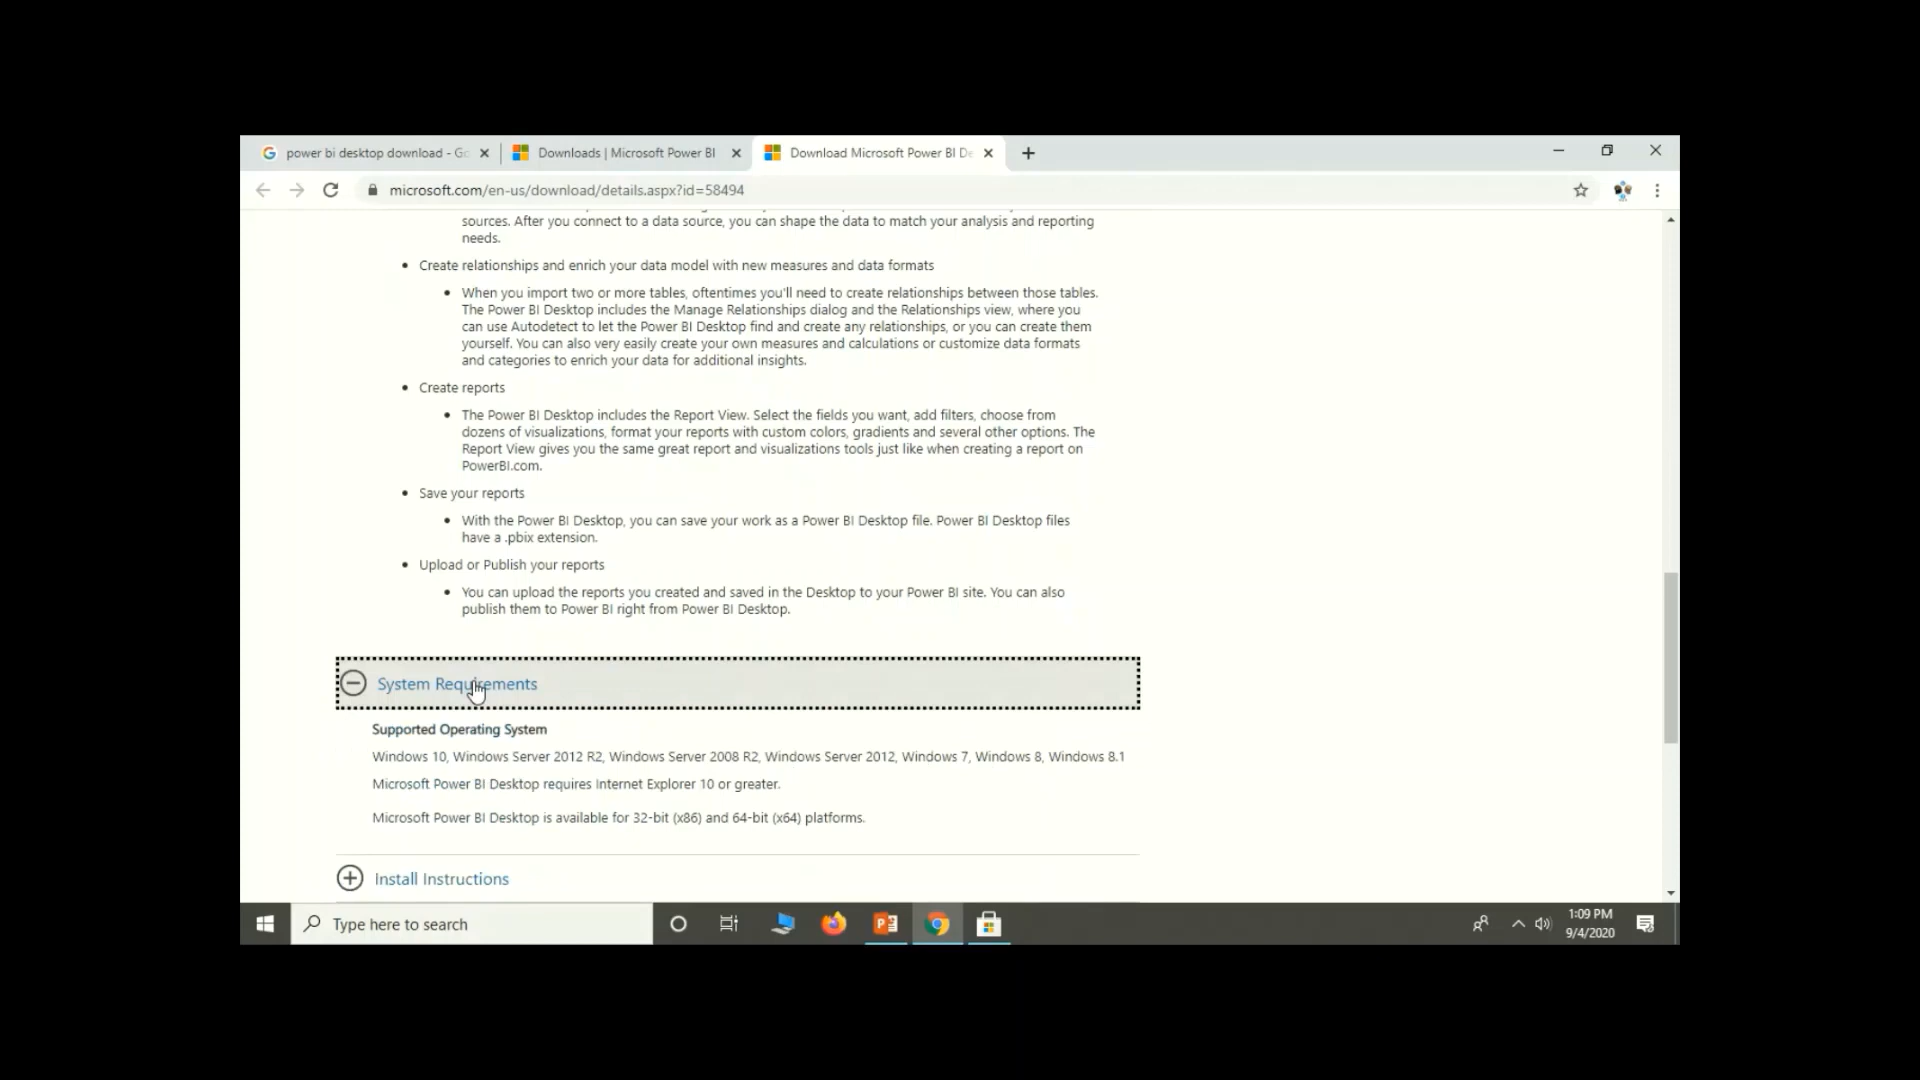 power bi desktop download - Go
Downloads | Microsoft Power BI
Download Microsoft Power BI De
microsoft.com/en-us/download/details.aspx?id=58494
sources. After you connect to a data source, you can shape the data to match your analysis and reporting
needs.
Create relationships and enrich your data model with new measures and data formats
When you import two or more tables, oftentimes you'll need to create relationships between those tables.
The Power BI Desktop includes the Manage Relationships dialog and the Relationships view, where you
can use Autodetect to let the Power BI Desktop find and create any relationships, or you can create them
yourself. You can also very easily create your own measures and calculations or customize data formats
and categories to enrich your data for additional insights.
Create reports
The Power BI Desktop includes the Report View. Select the fields you want, add filters, choose from
dozens of visualizations, format your reports with custom colors, gradients and several other options. The
Report View gives you the same great report and visualizations tools just like when creating a report on
PowerBI.com.
Save your reports
With the Power BI Desktop, you can save your work as a Power BI Desktop file. Power BI Desktop files
have a .pbix extension.
Upload or Publish your reports
You can upload the reports you created and saved in the Desktop to your Power BI site. You can also
publish them to Power BI right from Power BI Desktop.
System Requirements
Supported Operating System
Windows 10, Windows Server 2012 R2, Windows Server 2008 R2, Windows Server 2012, Windows 7, Windows 8, Windows 8.1
Microsoft Power BI Desktop requires Internet Explorer 10 or greater.
Microsoft Power BI Desktop is available for 32-bit (x86) and 64-bit (x64) platforms.
Install Instructions
Type here to search
1:09 PM
9/4/2020